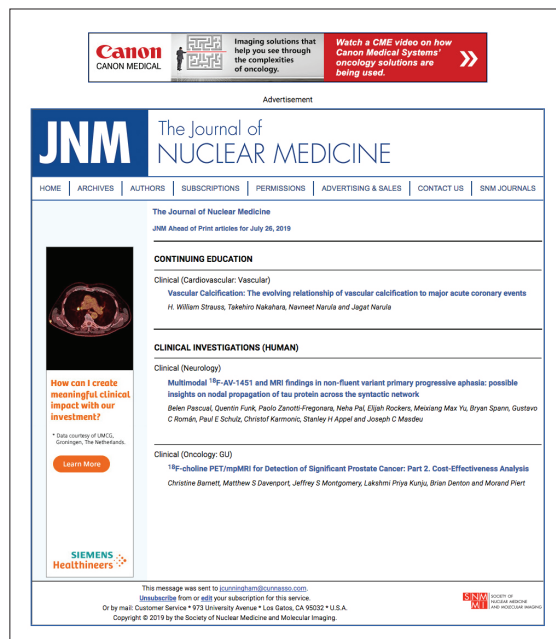 Canon
CANON MEDICAL
Imaging solutions that
help you see through
the complexities
of oncology.
Watch a CME video on how
Canon Medical Systems'
oncology solutions are
being used.
Advertisement
JNM
The Journal of
NUCLEAR MEDICINE
HOME ARCHIVES AUTHORS SUBSCRIPTIONS PERMISSIONS ADVERTISING & SALES CONTACT US SNM JOURNALS
The Journal of Nuclear Medicine
JNM Ahead of Print articles for July 26, 2019
CONTINUING EDUCATION
Clinical (Cardiovascular: Vascular)
Vascular Calcification: The evolving relationship of vascular calcification to major acute coronary events
H. William Strauss, Takehiro Nakahara, Navneet Narula and Jagat Narula
CLINICAL INVESTIGATIONS (HUMAN)
Clinical (Neurology)
Multimodal 18F-AV-1451 and MRI findings in non-fluent variant primary progressive aphasia: possible
insights on nodal propagation of tau protein across the syntactic network
Belen Pascual, Quentin Funk, Paolo Zanotti-Fregonara, Neha Pal, Elijah Rockers, Meixiang Max Yu, Bryan Spann, Gustavo
C Román, Paul E Schulz, Christof Karmonic, Stanley H Appel and Joseph C Masdeu
Clinical (Oncology: GU)
18F-choline PET/mpMRI for Detection of Significant Prostate Cancer: Part 2. Cost-Effectiveness Analysis
Christine Barnett, Matthew S Davenport, Jeffrey S Montgomery, Lakshmi Priya Kunju, Brian Denton and Morand Piert
How can I create
meaningful clinical
impact with our
investment?
* Data courtesy of UMCG,
Groningen, The Netherlands.
Learn More
SIEMENS
Healthineers
This message was sent to jcunningham@cunnasso.com.
Unsubscribe from or edit your subscription for this service.
Or by mail: Customer Service * 973 University Avenue * Los Gatos, CA 95032 * U.S.A.
Copyright © 2019 by the Society of Nuclear Medicine and Molecular Imaging.
SNM
MI
SOCIETY OF
NUCLEAR MEDICINE
AND MOLECULAR IMAGING